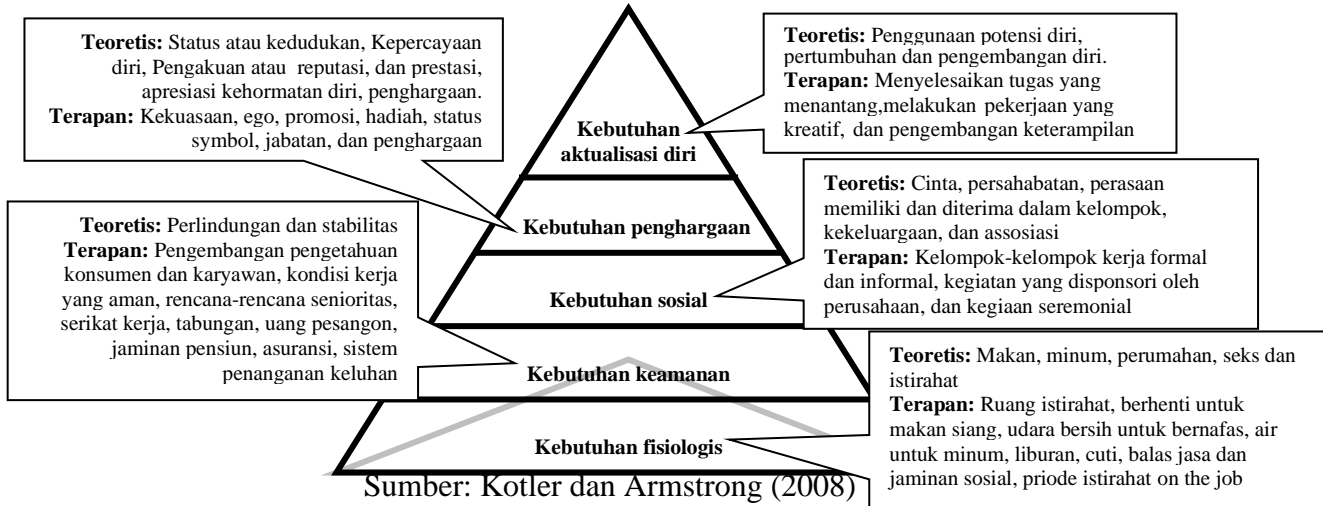 Teoretis: Status atau kedudukan, Kepercayaan
diri, Pengakuan atau reputasi, dan prestasi,
apresiasi kehormatan diri, penghargaan.
Terapan: Kekuasaan, ego, promosi, hadiah, status
symbol, jabatan, dan penghargaan
Teoretis: Penggunaan potensi diri,
pertumbuhan dan pengembangan diri.
Terapan: Menyelesaikan tugas yang
menantang,melakukan pekerjaan yang
kreatif, dan pengembangan keterampilan
Kebutuhan
aktualisasi diri
Teoretis: Cinta, persahabatan, perasaan
memiliki dan diterima dalam kelompok,
kekeluargaan, dan assosiasi
Terapan: Kelompok-kelompok kerja formal
dan informal, kegiatan yang disponsori oleh
perusahaan, dan kegiaan seremonial
Kebutuhan penghargaan
Teoretis: Perlindungan dan stabilitas
Terapan: Pengembangan pengetahuan
konsumen dan karyawan, kondisi kerja
yang aman, rencana-rencana senioritas,
serikat kerja, tabungan, uang pesangon,
jaminan pensiun, asuransi, sistem
penanganan keluhan
Kebutuhan sosial
Kebutuhan keamanan
Teoretis: Makan, minum, perumahan, seks dan
istirahat
Terapan: Ruang istirahat, berhenti untuk
makan siang, udara bersih untuk bernafas, air
untuk minum, liburan, cuti, balas jasa dan
jaminan sosial, priode istirahat on the job
Kebutuhan fisiologis
Sumber: Kotler dan Armstrong (2008)